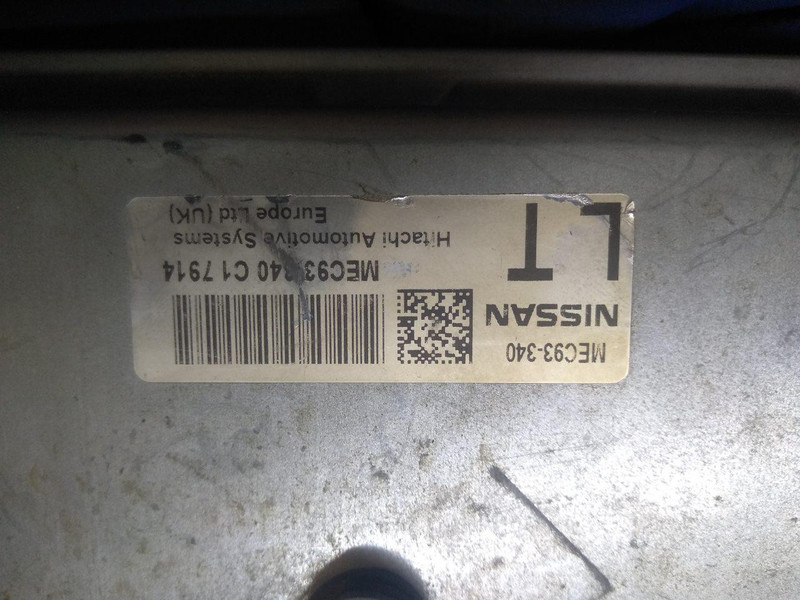 MEC93-340
NISSAN
LT
MEC93-340 C1 7914
Hitachi Automotive Systems
Europe Ltd (UK)